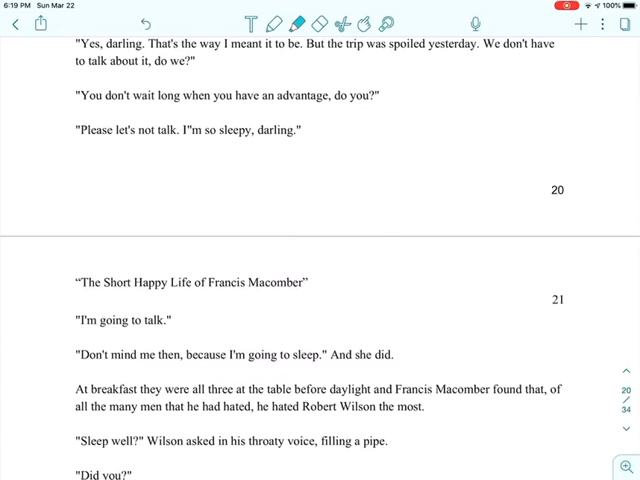 6:19 PM Sun Mar 22
100%
T
"Yes, darling. That's the way I meant it to be. But the trip was spoiled yesterday. We don't have
to talk about it, do we?"
"You don't wait long when you have an advantage, do you?"
"Please let's not talk. I"m so sleepy, darling."
20
“The Short Happy Life of Francis Macomber”
21
"I'm going to talk."
"Don't mind me then, because I'm going to sleep." And she did.
At breakfast they were all three at the table before daylight and Francis Macomber found that, of
all the many men that he had hated, he hated Robert Wilson the most.
"Sleep well?" Wilson asked in his throaty voice, filling a pipe.
"Did you?"
20
/
34